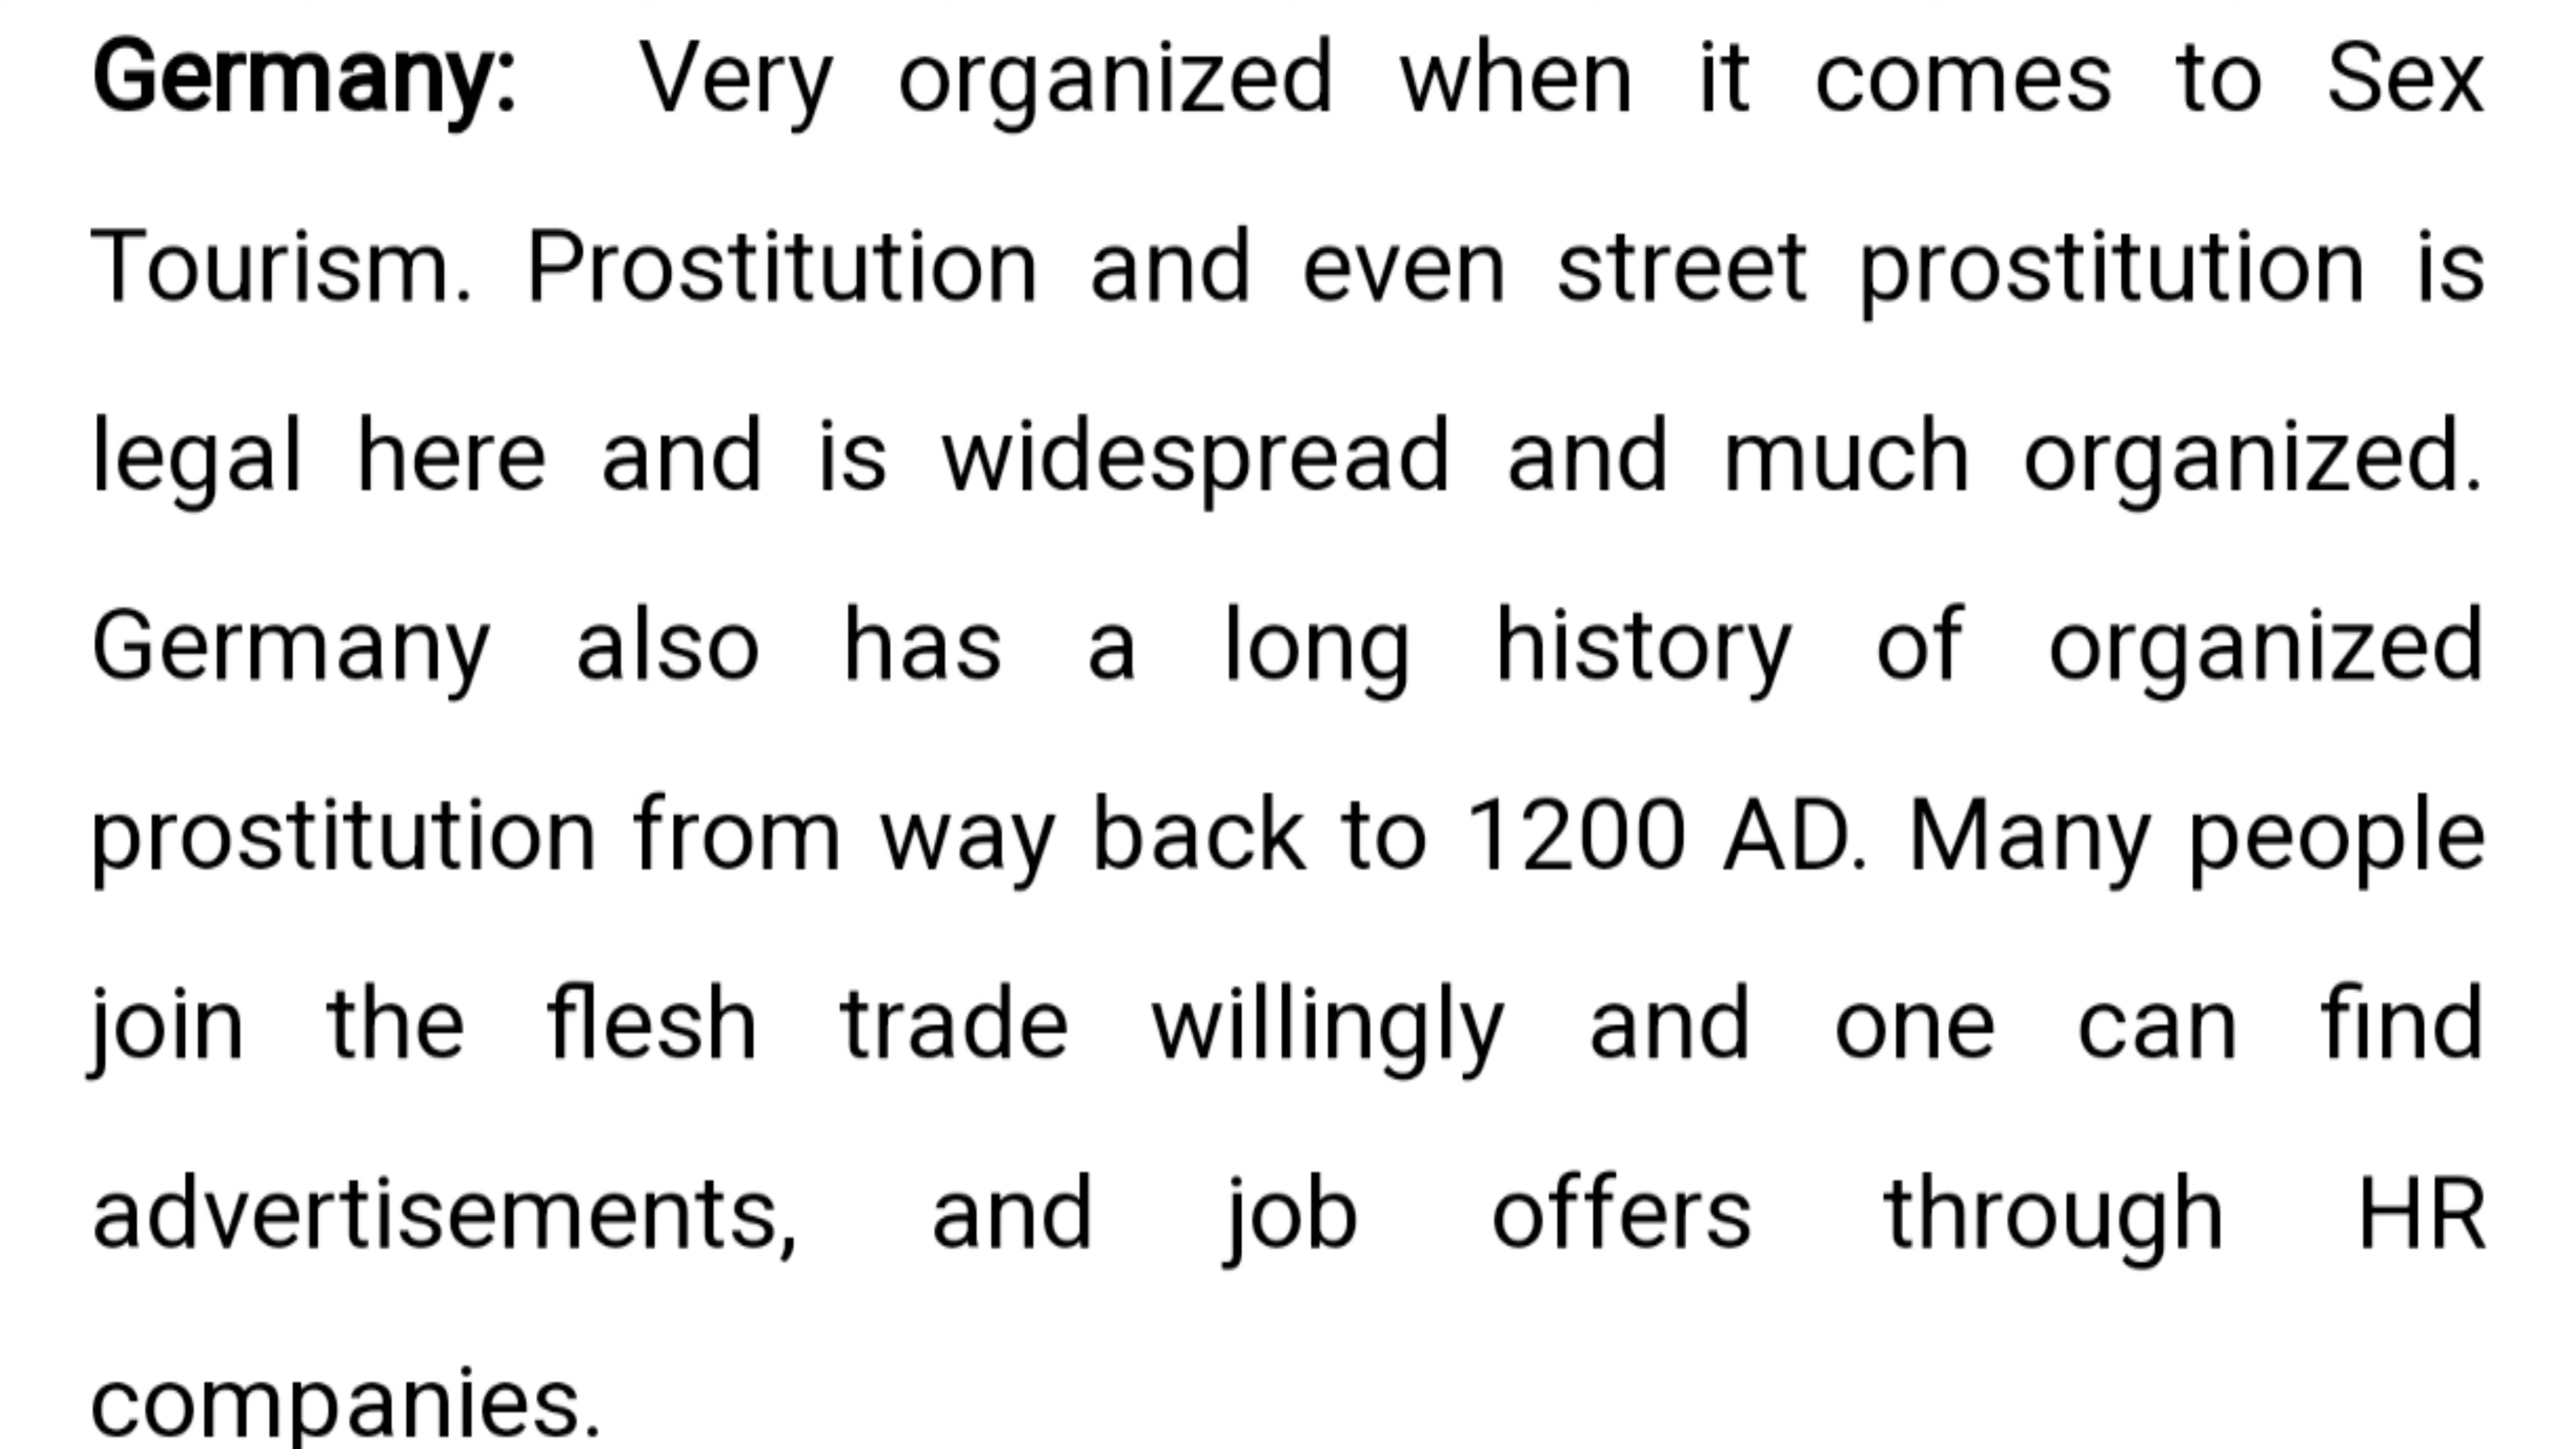 Germany: Very organized when it comes to Sex
Tourism. Prostitution and even street prostitution is
legal here and is widespread and much organized.
Germany also has a long history of organized
prostitution from way back to 1200 AD. Many people
join the flesh trade willingly and one can find
advertisements, and job offers through HR
companies.